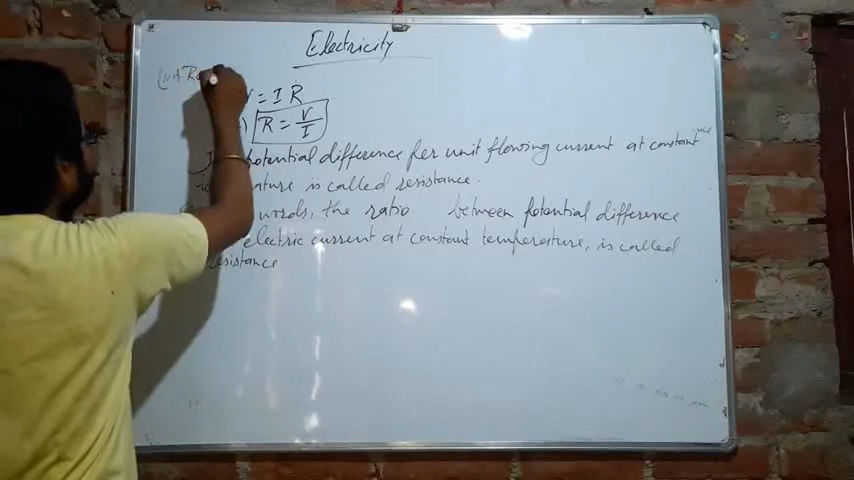 Electricity
V = I R
R = V/I
potential difference per unit flowing current at constant
ature is called resistance.
words, the ratio between potential difference
electric current at constant temperature, is called
resistance